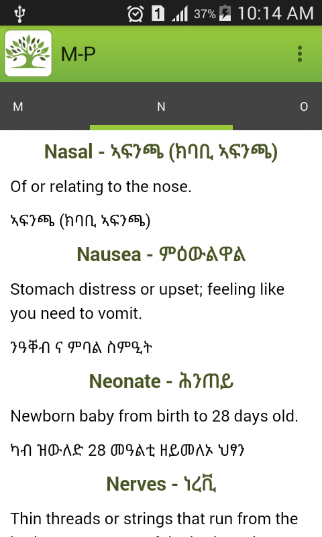 37% 10:14 AM
M-P
M N O
Nasal - ኣፍንጫ (ክባቢ ኣፍንጫ)
Of or relating to the nose.
ኣፍንጫ (ክባቢ ኣፍንጫ)
Nausea - ምዕውልዋል
Stomach distress or upset; feeling like
you need to vomit.
ንዓቕብ ና ምባል ስምዒት
Neonate - ሕንጠይ
Newborn baby from birth to 28 days old.
ካብ ዝውለድ 28 መዓልቲ ዘይመለኦ ህፃን
Nerves - ነረቪ
Thin threads or strings that run from the